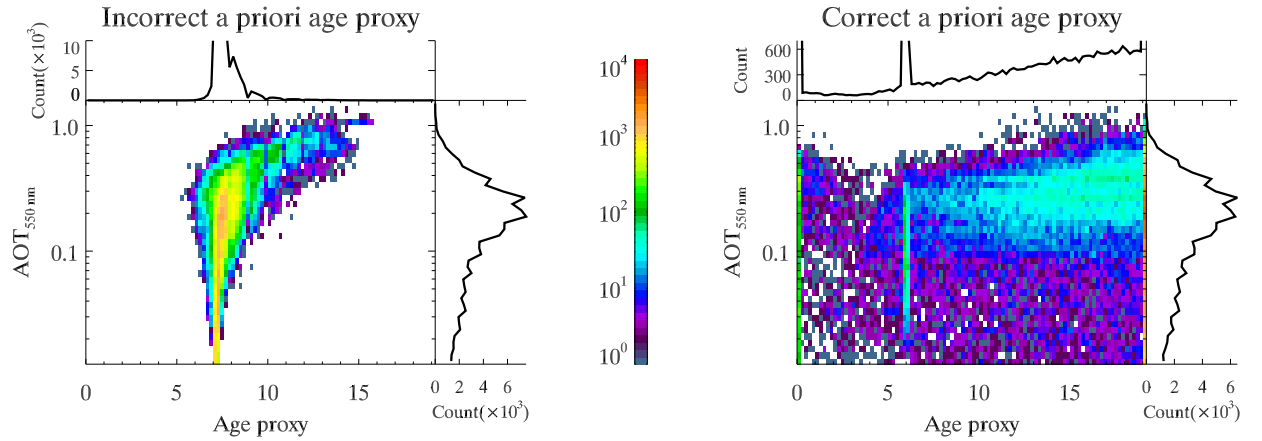 Incorrect a priori age proxy
Count(×10³)
10
5
0
1.0
0.1
AOT550 nm
0 5 10 15
Age proxy
0 2 4 6
Count(×10³)
10⁴
10³
10²
10¹
10⁰
Correct a priori age proxy
Count
600
300
0
1.0
0.1
AOT550 nm
0 5 10 15
Age proxy
0 2 4 6
Count(×10³)